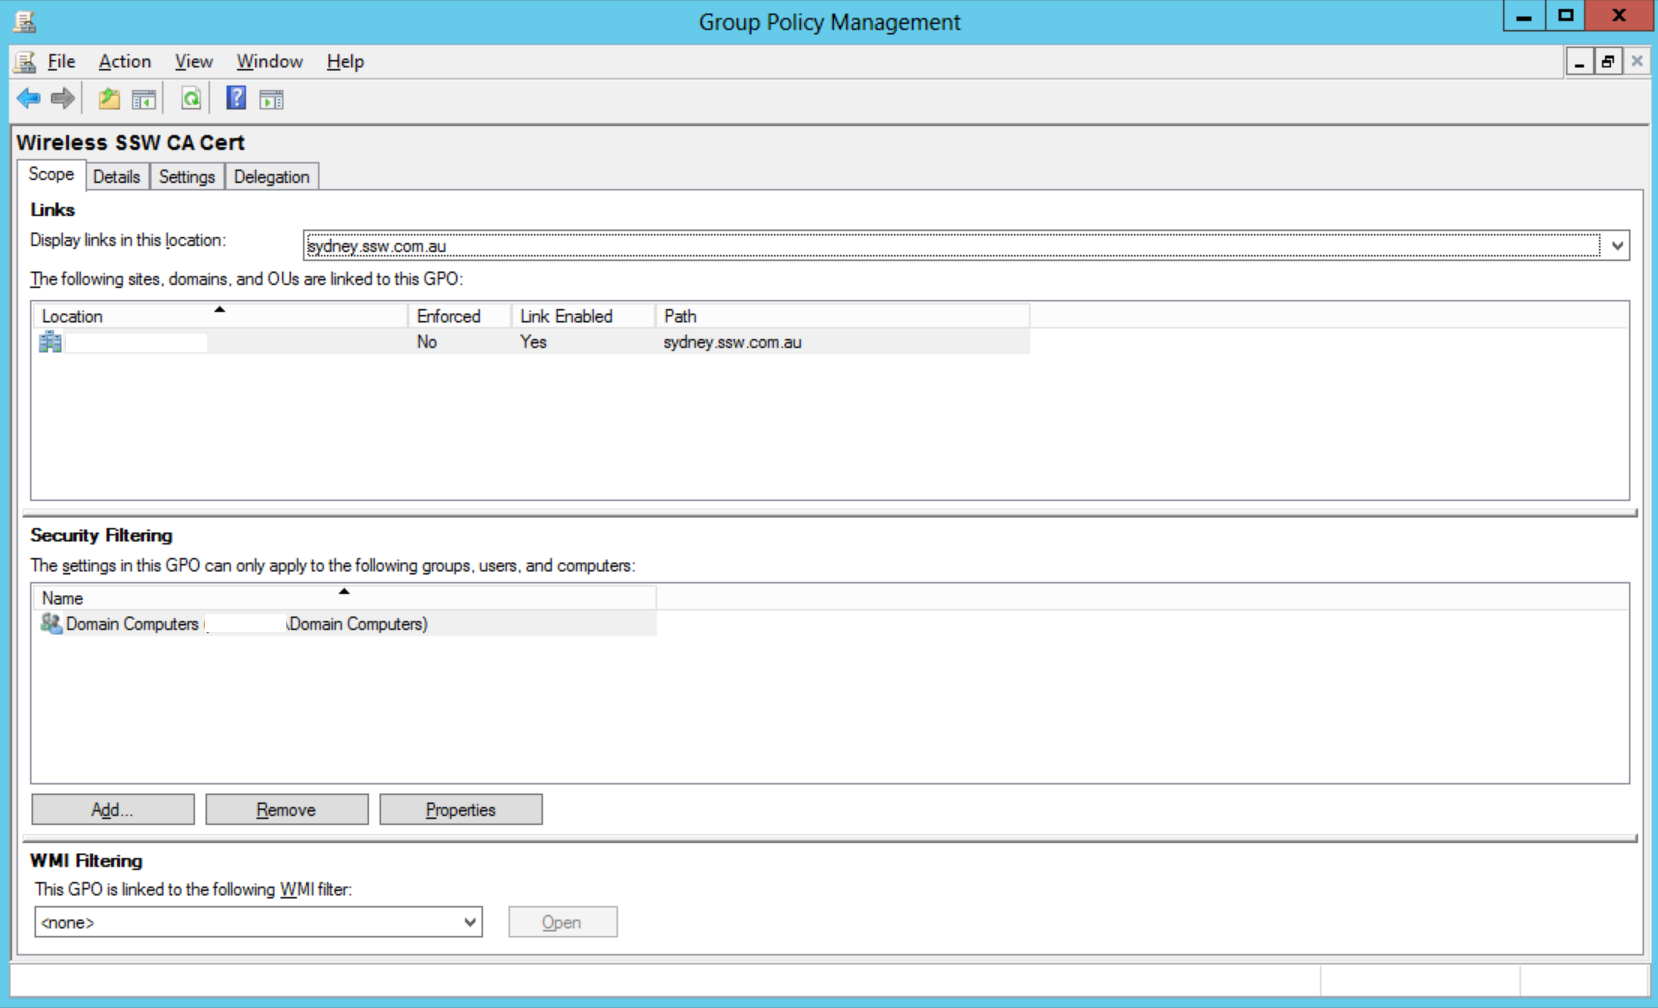 Group Policy Management
File Action View Window Help
Wireless SSW CA Cert
Scope Details Settings Delegation
Links
Display links in this location: sydney.ssw.com.au
The following sites, domains, and OUs are linked to this GPO:
Location Enforced Link Enabled Path
No Yes sydney.ssw.com.au
Security Filtering
The settings in this GPO can only apply to the following groups, users, and computers:
Name
Domain Computers ( \Domain Computers)
Add... Remove Properties
WMI Filtering
This GPO is linked to the following WMI filter:
<none> Open